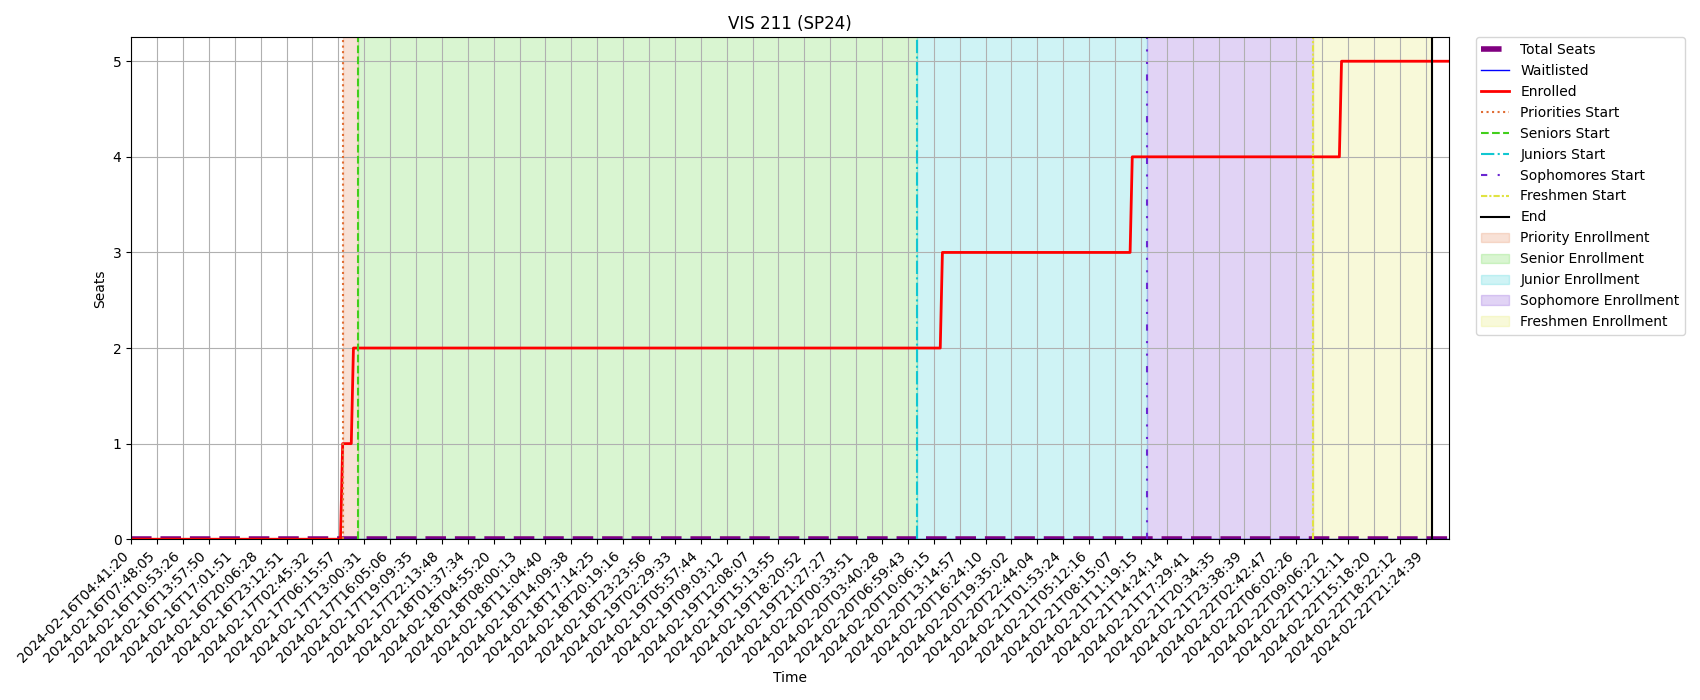 VIS 211 (SP24)
5
4
3
2
1
0
Seats
2024-02-16T04:41:20
2024-02-16T07:48:05
2024-02-16T10:53:26
2024-02-16T13:57:50
2024-02-16T17:01:51
2024-02-16T20:06:28
2024-02-16T23:12:51
2024-02-17T02:45:32
2024-02-17T06:15:57
2024-02-17T13:00:31
2024-02-17T16:05:06
2024-02-17T19:09:35
2024-02-17T22:13:48
2024-02-18T01:37:34
2024-02-18T04:55:20
2024-02-18T08:00:13
2024-02-18T11:04:40
2024-02-18T14:09:38
2024-02-18T17:14:25
2024-02-18T20:19:16
2024-02-18T23:23:56
2024-02-19T02:29:33
2024-02-19T05:57:44
2024-02-19T09:03:12
2024-02-19T12:08:07
2024-02-19T15:13:55
2024-02-19T18:20:52
2024-02-19T21:27:27
2024-02-20T00:33:51
2024-02-20T03:40:28
2024-02-20T06:59:43
2024-02-20T10:06:15
2024-02-20T13:14:57
2024-02-20T16:24:10
2024-02-20T19:35:02
2024-02-20T22:44:04
2024-02-21T01:53:24
2024-02-21T05:12:16
2024-02-21T08:15:07
2024-02-21T11:19:15
2024-02-21T14:24:14
2024-02-21T17:29:41
2024-02-21T20:34:35
2024-02-21T23:38:39
2024-02-22T02:42:47
2024-02-22T06:02:26
2024-02-22T09:06:22
2024-02-22T12:12:11
2024-02-22T15:18:20
2024-02-22T18:22:12
2024-02-22T21:24:39
Time
Total Seats
Waitlisted
Enrolled
Priorities Start
Seniors Start
Juniors Start
Sophomores Start
Freshmen Start
End
Priority Enrollment
Senior Enrollment
Junior Enrollment
Sophomore Enrollment
Freshmen Enrollment